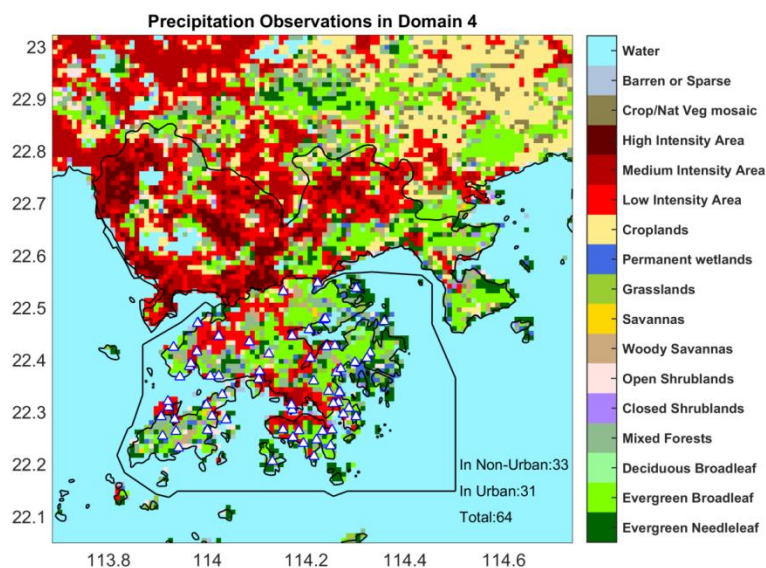 Precipitation Observations in Domain 4
23
22.9
22.8
22.7
22.6
22.5
22.4
22.3
22.2
22.1
113.8
114
114.2
114.4
114.6
In Non-Urban:33
In Urban:31
Total:64
Water
Barren or Sparse
Crop/Nat Veg mosaic
High Intensity Area
Medium Intensity Area
Low Intensity Area
Croplands
Permanent wetlands
Grasslands
Savannas
Woody Savannas
Open Shrublands
Closed Shrublands
Mixed Forests
Deciduous Broadleaf
Evergreen Broadleaf
Evergreen Needleleaf